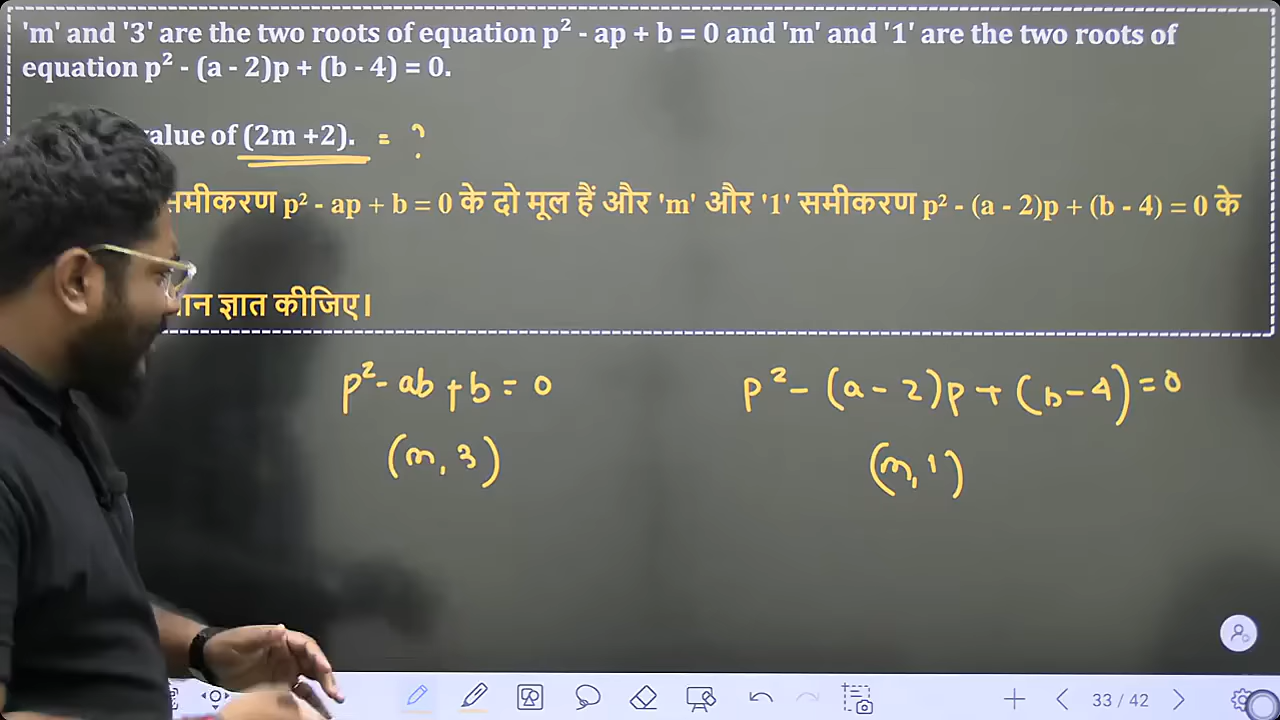 'm' and '3' are the two roots of equation p² - ap + b = 0 and 'm' and '1' are the two roots of
equation p² - (a - 2)p + (b - 4) = 0.
value of (2m +2). = ?
समीकरण p² - ap + b = 0 के दो मूल हैं और 'm' और '1' समीकरण p² - (a - 2)p + (b - 4) = 0 के
मान ज्ञात कीजिए।
p² - ab + b = 0
p² - (a - 2)p + (b - 4) = 0
(m, 3)
(m, 1)
33 / 42